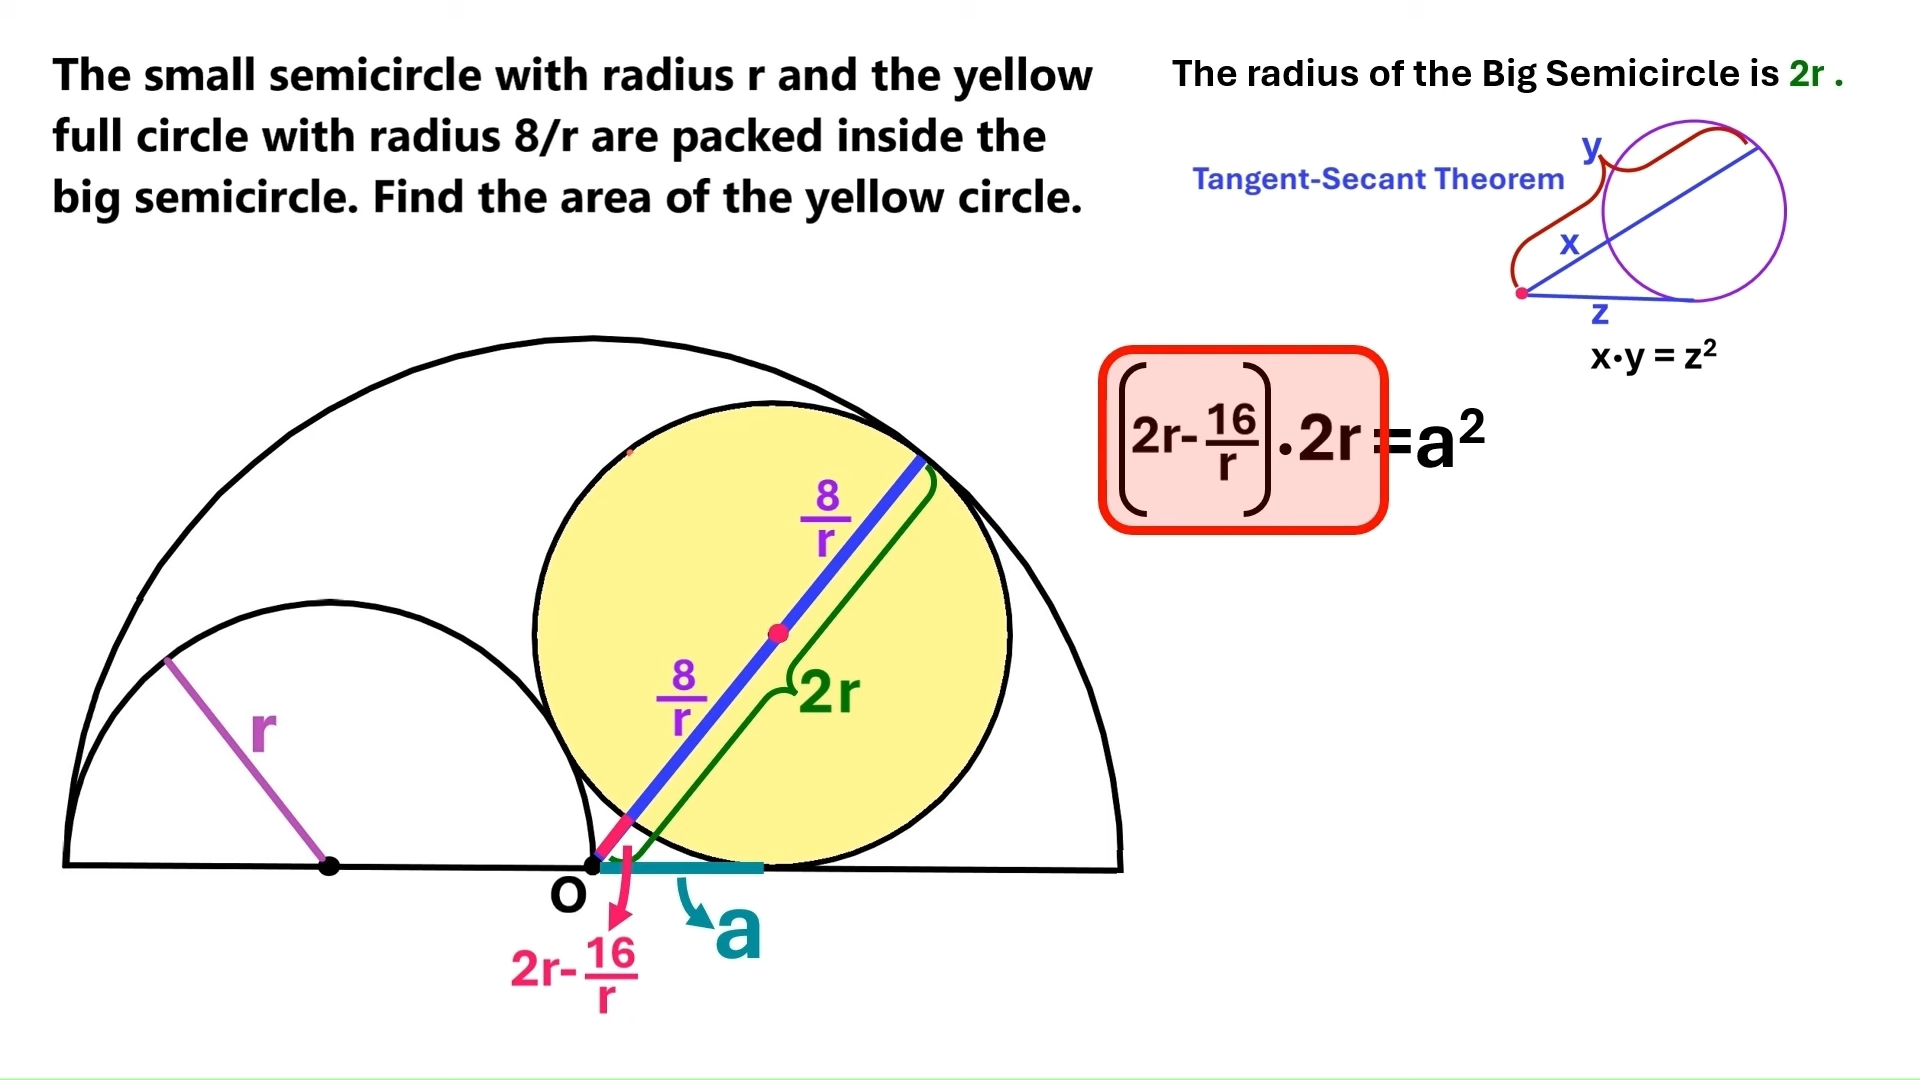 The small semicircle with radius r and the yellow
full circle with radius 8/r are packed inside the
big semicircle. Find the area of the yellow circle.
The radius of the Big Semicircle is 2r .
Tangent-Secant Theorem
y
x
z
x·y = z²
(2r-16/r)·2r=a²
8/r
8/r
2r
r
O
a
2r-16/r